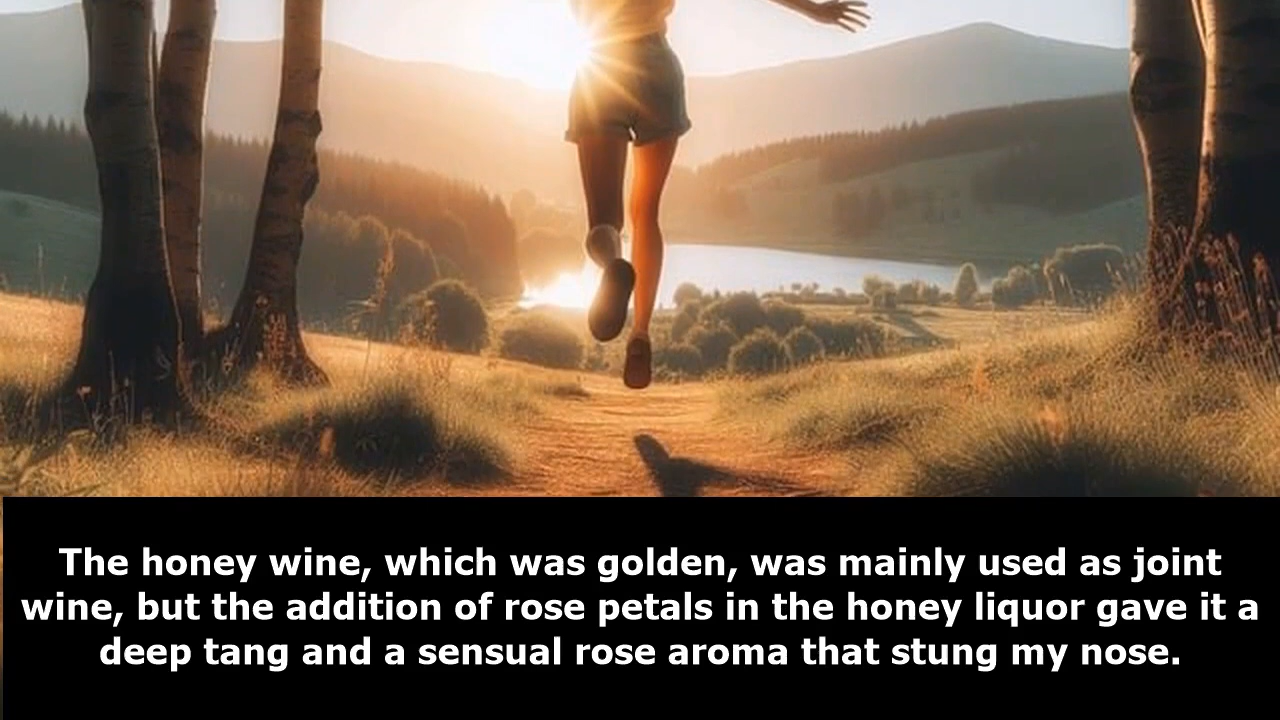 The honey wine, which was golden, was mainly used as joint
wine, but the addition of rose petals in the honey liquor gave it a
deep tang and a sensual rose aroma that stung my nose.